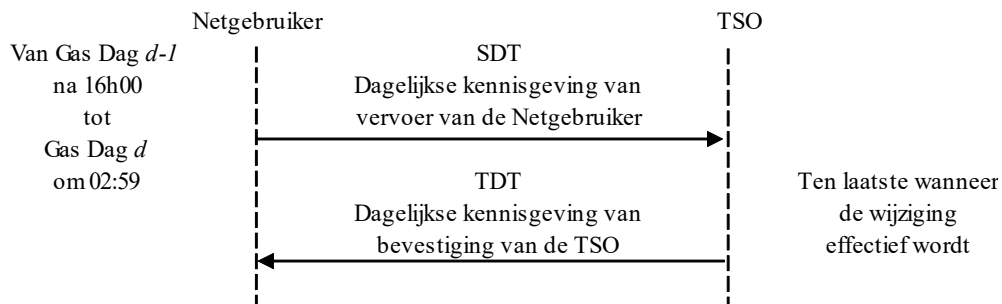 Netgebruiker
TSO
Van Gas Dag d-1
na 16h00
tot
Gas Dag d
om 02:59
SDT
Dagelijkse kennisgeving van
vervoer van de Netgebruiker
TDT
Dagelijkse kennisgeving van
bevestiging van de TSO
Ten laatste wanneer
de wijziging
effectief wordt